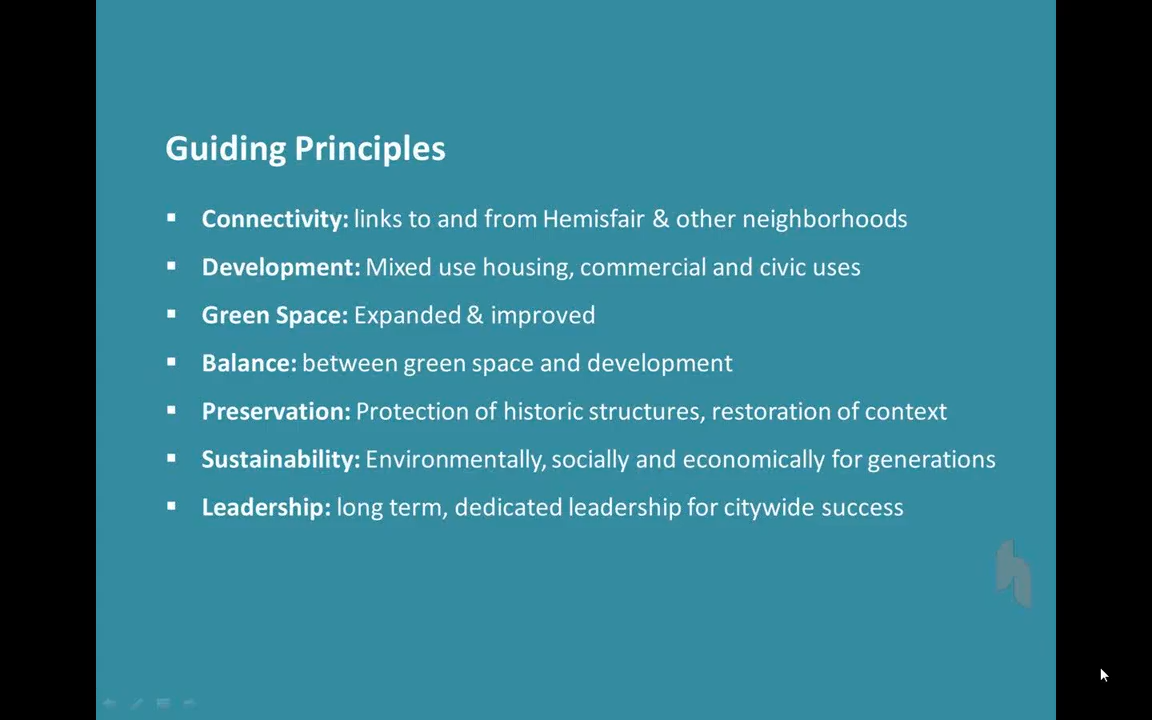 Guiding Principles
▪ Connectivity: links to and from Hemisfair & other neighborhoods
▪ Development: Mixed use housing, commercial and civic uses
▪ Green Space: Expanded & improved
▪ Balance: between green space and development
▪ Preservation: Protection of historic structures, restoration of context
▪ Sustainability: Environmentally, socially and economically for generations
▪ Leadership: long term, dedicated leadership for citywide success
h